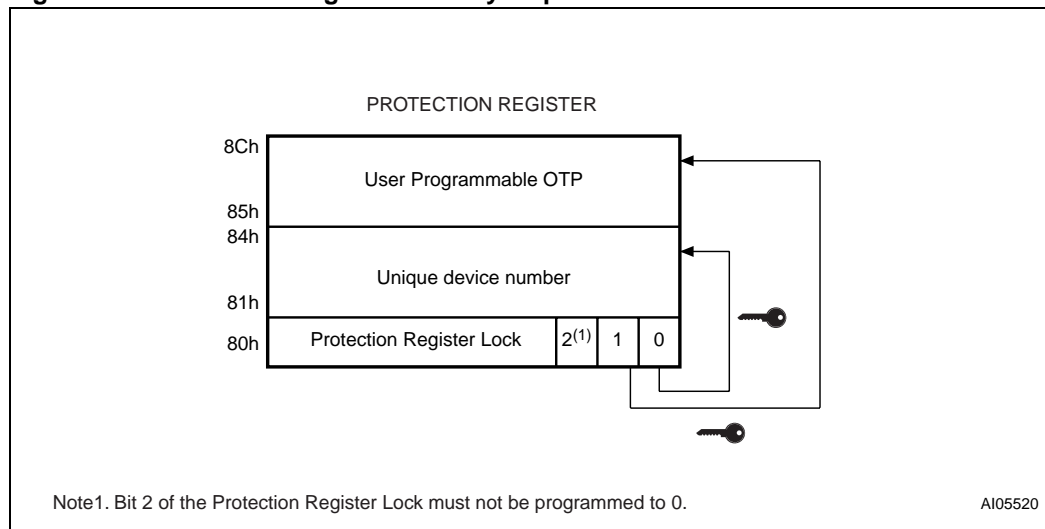 PROTECTION REGISTER
8Ch
User Programmable OTP
85h
84h
Unique device number
81h
80h
Protection Register Lock
2(1)
1
0
Note1. Bit 2 of the Protection Register Lock must not be programmed to 0.
AI05520